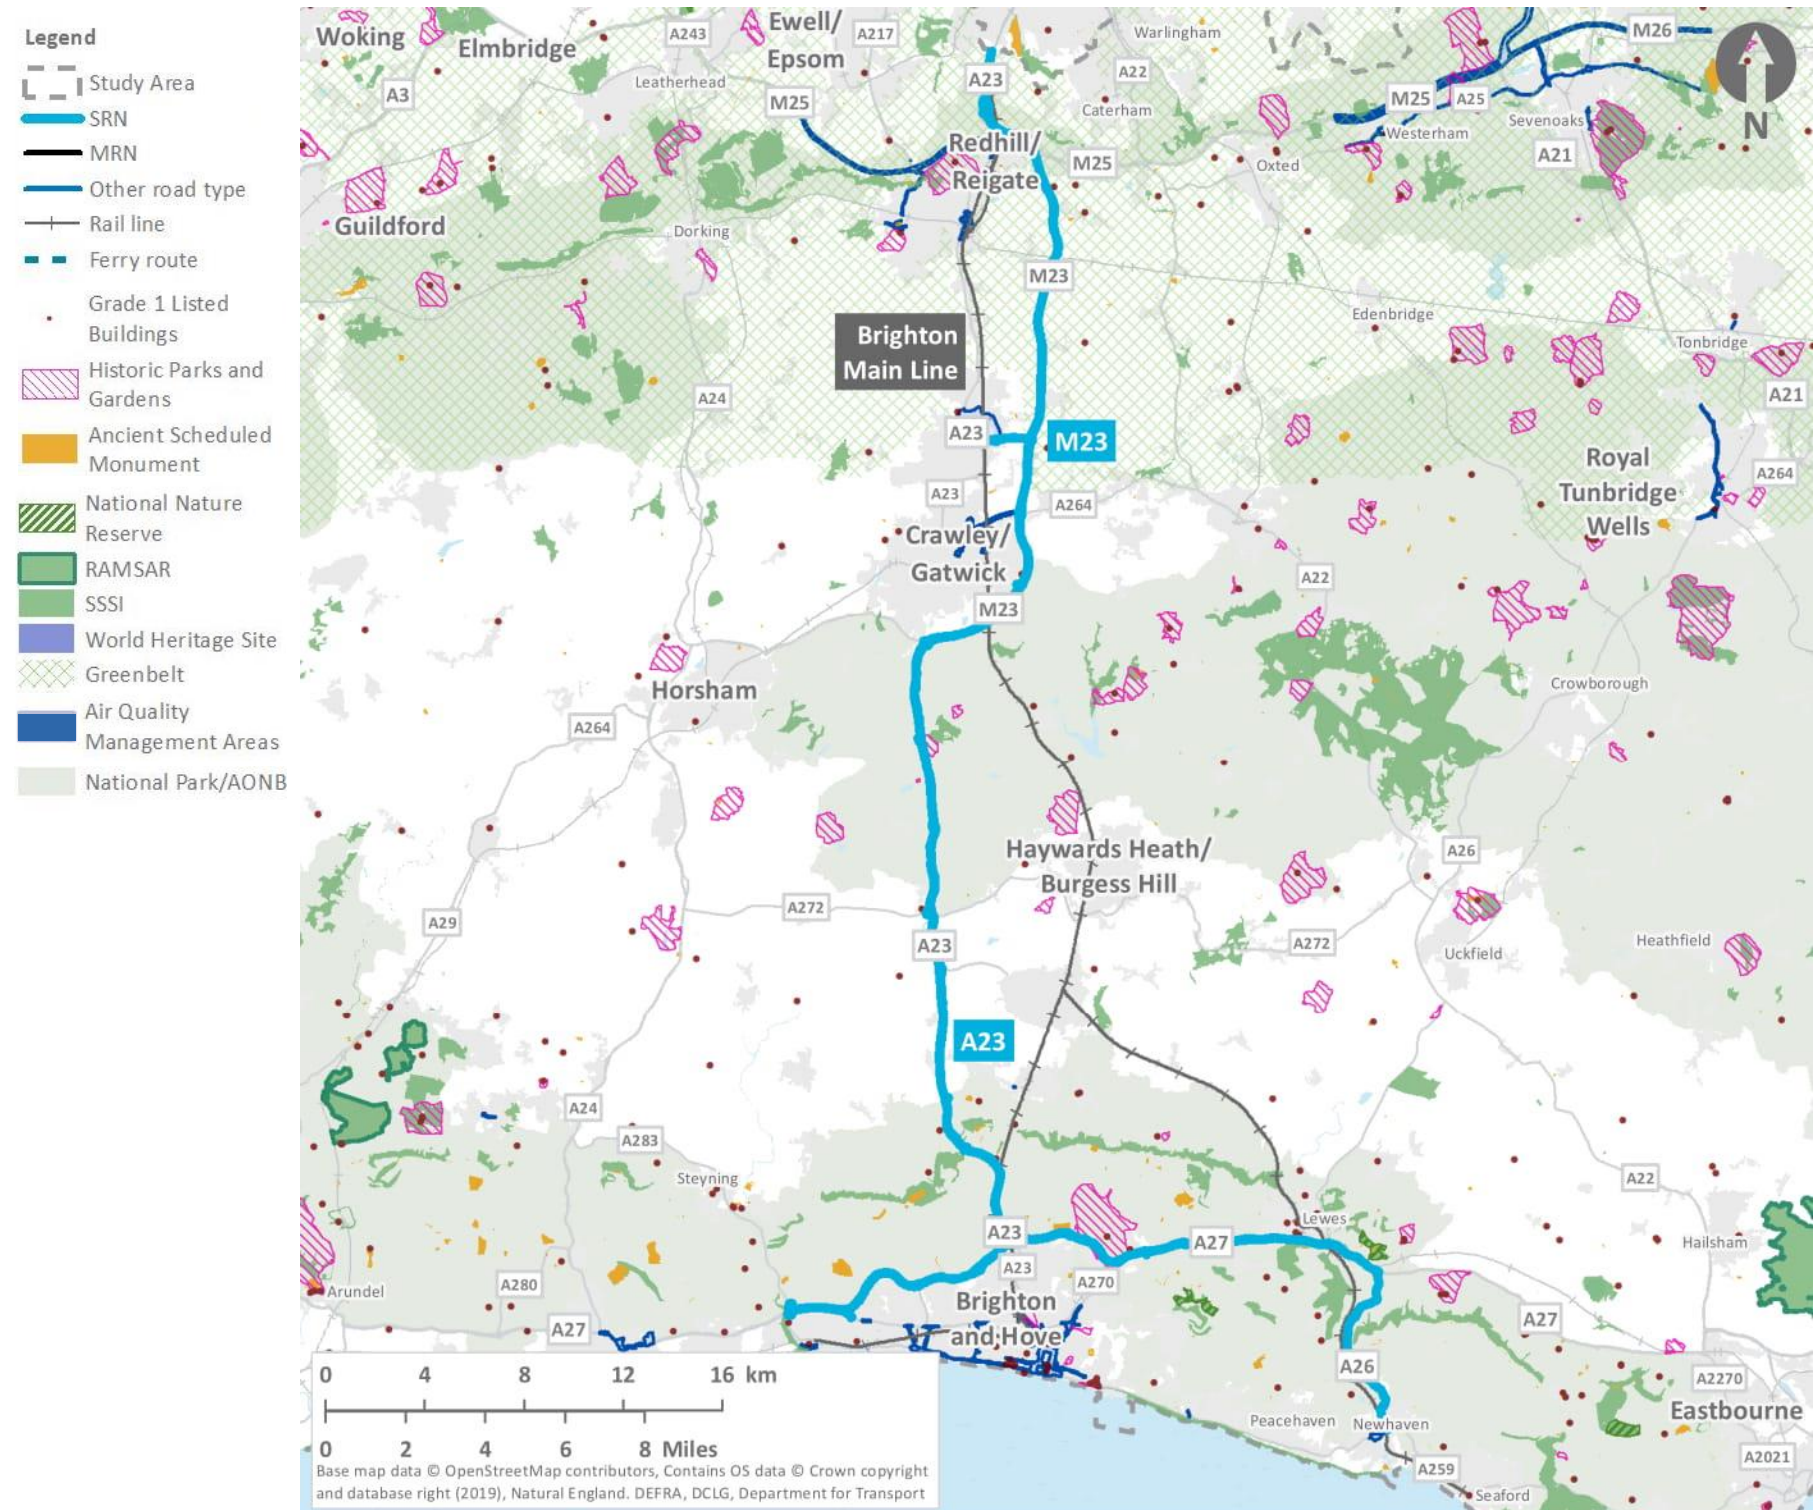 Legend
Study Area
SRN
MRN
Other road type
Rail line
Ferry route
Grade 1 Listed
Buildings
Historic Parks and
Gardens
Ancient Scheduled
Monument
National Nature
Reserve
RAMSAR
SSSI
World Heritage Site
Greenbelt
Air Quality
Management Areas
National Park/AONB
Woking
Elmbridge
A243
Ewell/
Epsom
A217
Warlingham
M26
A3
Leatherhead
M25
A23
A22
Caterham
M25
A25
Westerham
Sevenoaks
N
Redhill/
Reigate
M25
Oxted
A21
Guildford
Dorking
M23
Edenbridge
Tonbridge
Brighton
Main Line
A24
A21
A23
M23
Royal
Tunbridge
Wells
A264
A23
A264
Crawley/
Gatwick
A22
M23
Horsham
Crowborough
A264
Haywards Heath/
Burgess Hill
A26
A29
A272
A23
A272
Uckfield
Heathfield
A23
A24
A283
Steyning
A22
Lewes
A23
A27
Hailsham
A23
A270
Arundel
A280
Brighton
and Hove
A27
A27
A26
A2270
Peacehaven
Newhaven
Eastbourne
A259
A2021
Seaford
0 4 8 12 16 km
0 2 4 6 8 Miles
Base map data © OpenStreetMap contributors, Contains OS data © Crown copyright
and database right (2019), Natural England. DEFRA, DCLG, Department for Transport